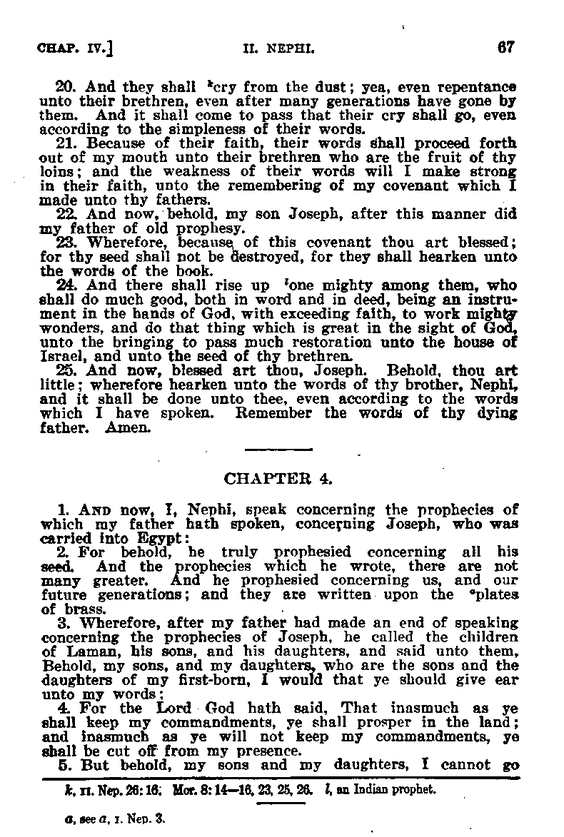 CHAP. IV.] II. NEPHI. 67
20. And they shall ᵏcry from the dust; yea, even repentance
unto their brethren, even after many generations have gone by
them. And it shall come to pass that their cry shall go, even
according to the simpleness of their words.
21. Because of their faith, their words shall proceed forth
out of my mouth unto their brethren who are the fruit of thy
loins; and the weakness of their words will I make strong
in their faith, unto the remembering of my covenant which I
made unto thy fathers.
22. And now, behold, my son Joseph, after this manner did
my father of old prophesy.
23. Wherefore, because of this covenant thou art blessed;
for thy seed shall not be destroyed, for they shall hearken unto
the words of the book.
24. And there shall rise up ˡone mighty among them, who
shall do much good, both in word and in deed, being an instru-
ment in the hands of God, with exceeding faith, to work mighty
wonders, and do that thing which is great in the sight of God,
unto the bringing to pass much restoration unto the house of
Israel, and unto the seed of thy brethren.
25. And now, blessed art thou, Joseph. Behold, thou art
little; wherefore hearken unto the words of thy brother, Nephi,
and it shall be done unto thee, even according to the words
which I have spoken. Remember the words of thy dying
father. Amen.
CHAPTER 4.
1. AND now, I, Nephi, speak concerning the prophecies of
which my father hath spoken, concerning Joseph, who was
carried into Egypt:
2. For behold, he truly prophesied concerning all his
seed. And the prophecies which he wrote, there are not
many greater. And he prophesied concerning us, and our
future generations; and they are written upon the ᵃplates
of brass.
3. Wherefore, after my father had made an end of speaking
concerning the prophecies of Joseph, he called the children
of Laman, his sons, and his daughters, and said unto them,
Behold, my sons, and my daughters, who are the sons and the
daughters of my first-born, I would that ye should give ear
unto my words;
4. For the Lord God hath said, That inasmuch as ye
shall keep my commandments, ye shall prosper in the land;
and inasmuch as ye will not keep my commandments, ye
shall be cut off from my presence.
5. But behold, my sons and my daughters, I cannot go
k, II. Nep. 26:16; Mor. 8:14—16, 23, 25, 26. l, an Indian prophet.
a, see a, I. Nep. 3.